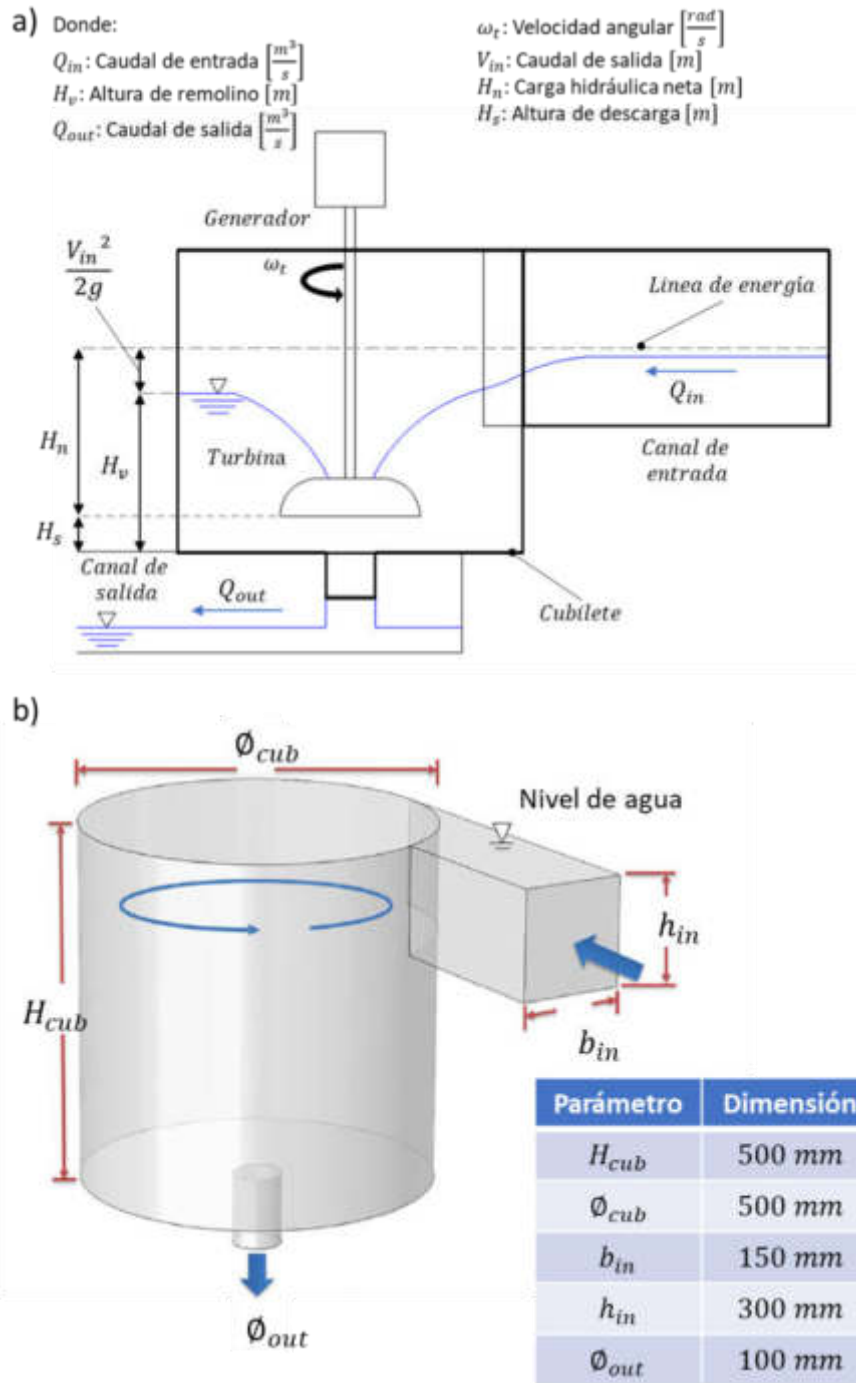 a) Donde:
Q_in: Caudal de entrada [m³/s]
H_v: Altura de remolino [m]
Q_out: Caudal de salida [m³/s]
ω_t: Velocidad angular [rad/s]
V_in: Caudal de salida [m]
H_n: Carga hidráulica neta [m]
H_s: Altura de descarga [m]
Generador
V_in²/2g
ω_t
Linea de energía
Q_in
H_n
H_v
Turbina
Canal de
entrada
H_s
Canal de
salida
Q_out
Cubilete
b)
Ø_cub
Nivel de agua
h_in
H_cub
b_in
Ø_out
Parámetro Dimensión
H_cub 500 mm
Ø_cub 500 mm
b_in 150 mm
h_in 300 mm
Ø_out 100 mm